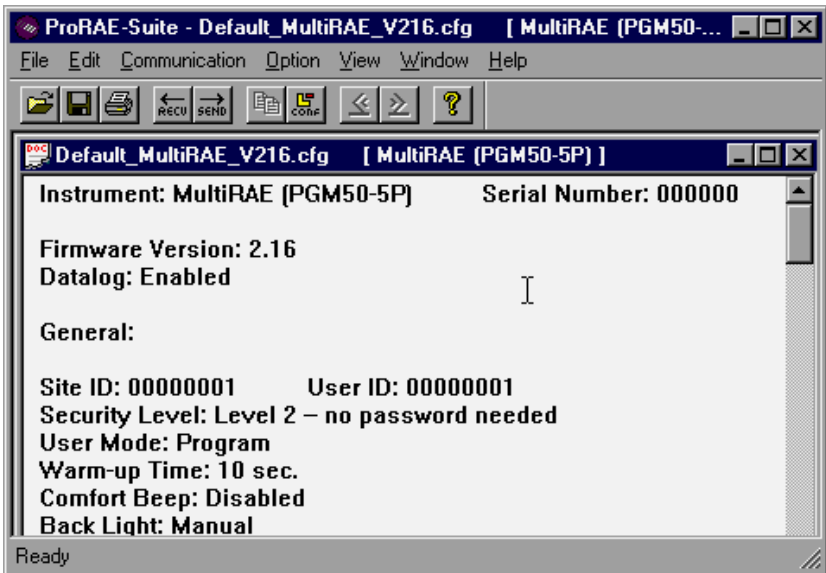 ProRAE-Suite - Default_MultiRAE_V216.cfg [ MultiRAE (PGM50-...
File Edit Communication Option View Window Help
RECV SEND CONF
DOC Default_MultiRAE_V216.cfg [ MultiRAE (PGM50-5P) ]
Instrument: MultiRAE (PGM50-5P) Serial Number: 000000
Firmware Version: 2.16
Datalog: Enabled
General:
Site ID: 00000001 User ID: 00000001
Security Level: Level 2 – no password needed
User Mode: Program
Warm-up Time: 10 sec.
Comfort Beep: Disabled
Back Light: Manual
Ready